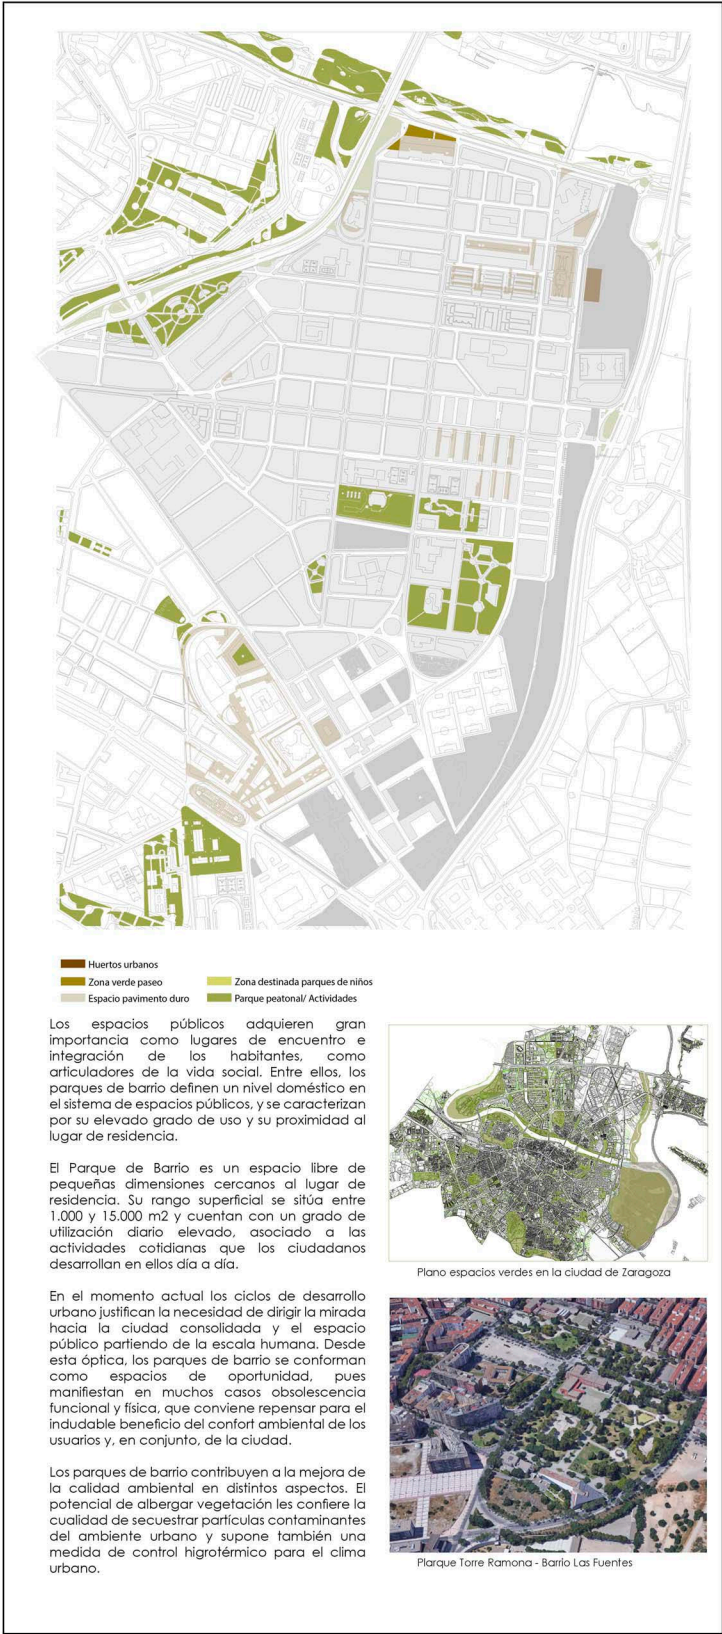 Huertos urbanos
Zona verde paseo
Espacio pavimento duro
Zona destinada parques de niños
Parque peatonal/ Actividades
Los espacios públicos adquieren gran
importancia como lugares de encuentro e
integración de los habitantes, como
articuladores de la vida social. Entre ellos, los
parques de barrio definen un nivel doméstico en
el sistema de espacios públicos, y se caracterizan
por su elevado grado de uso y su proximidad al
lugar de residencia.
El Parque de Barrio es un espacio libre de
pequeñas dimensiones cercanos al lugar de
residencia. Su rango superficial se sitúa entre
1.000 y 15.000 m2 y cuentan con un grado de
utilización diario elevado, asociado a las
actividades cotidianas que los ciudadanos
desarrollan en ellos día a día.
En el momento actual los ciclos de desarrollo
urbano justifican la necesidad de dirigir la mirada
hacia la ciudad consolidada y el espacio
público partiendo de la escala humana. Desde
esta óptica, los parques de barrio se conforman
como espacios de oportunidad, pues
manifiestan en muchos casos obsolescencia
funcional y física, que conviene repensar para el
indudable beneficio del confort ambiental de los
usuarios y, en conjunto, de la ciudad.
Los parques de barrio contribuyen a la mejora de
la calidad ambiental en distintos aspectos. El
potencial de albergar vegetación les confiere la
cualidad de secuestrar partículas contaminantes
del ambiente urbano y supone también una
medida de control higrotérmico para el clima
urbano.
Plano espacios verdes en la ciudad de Zaragoza
Plarque Torre Ramona - Barrio Las Fuentes